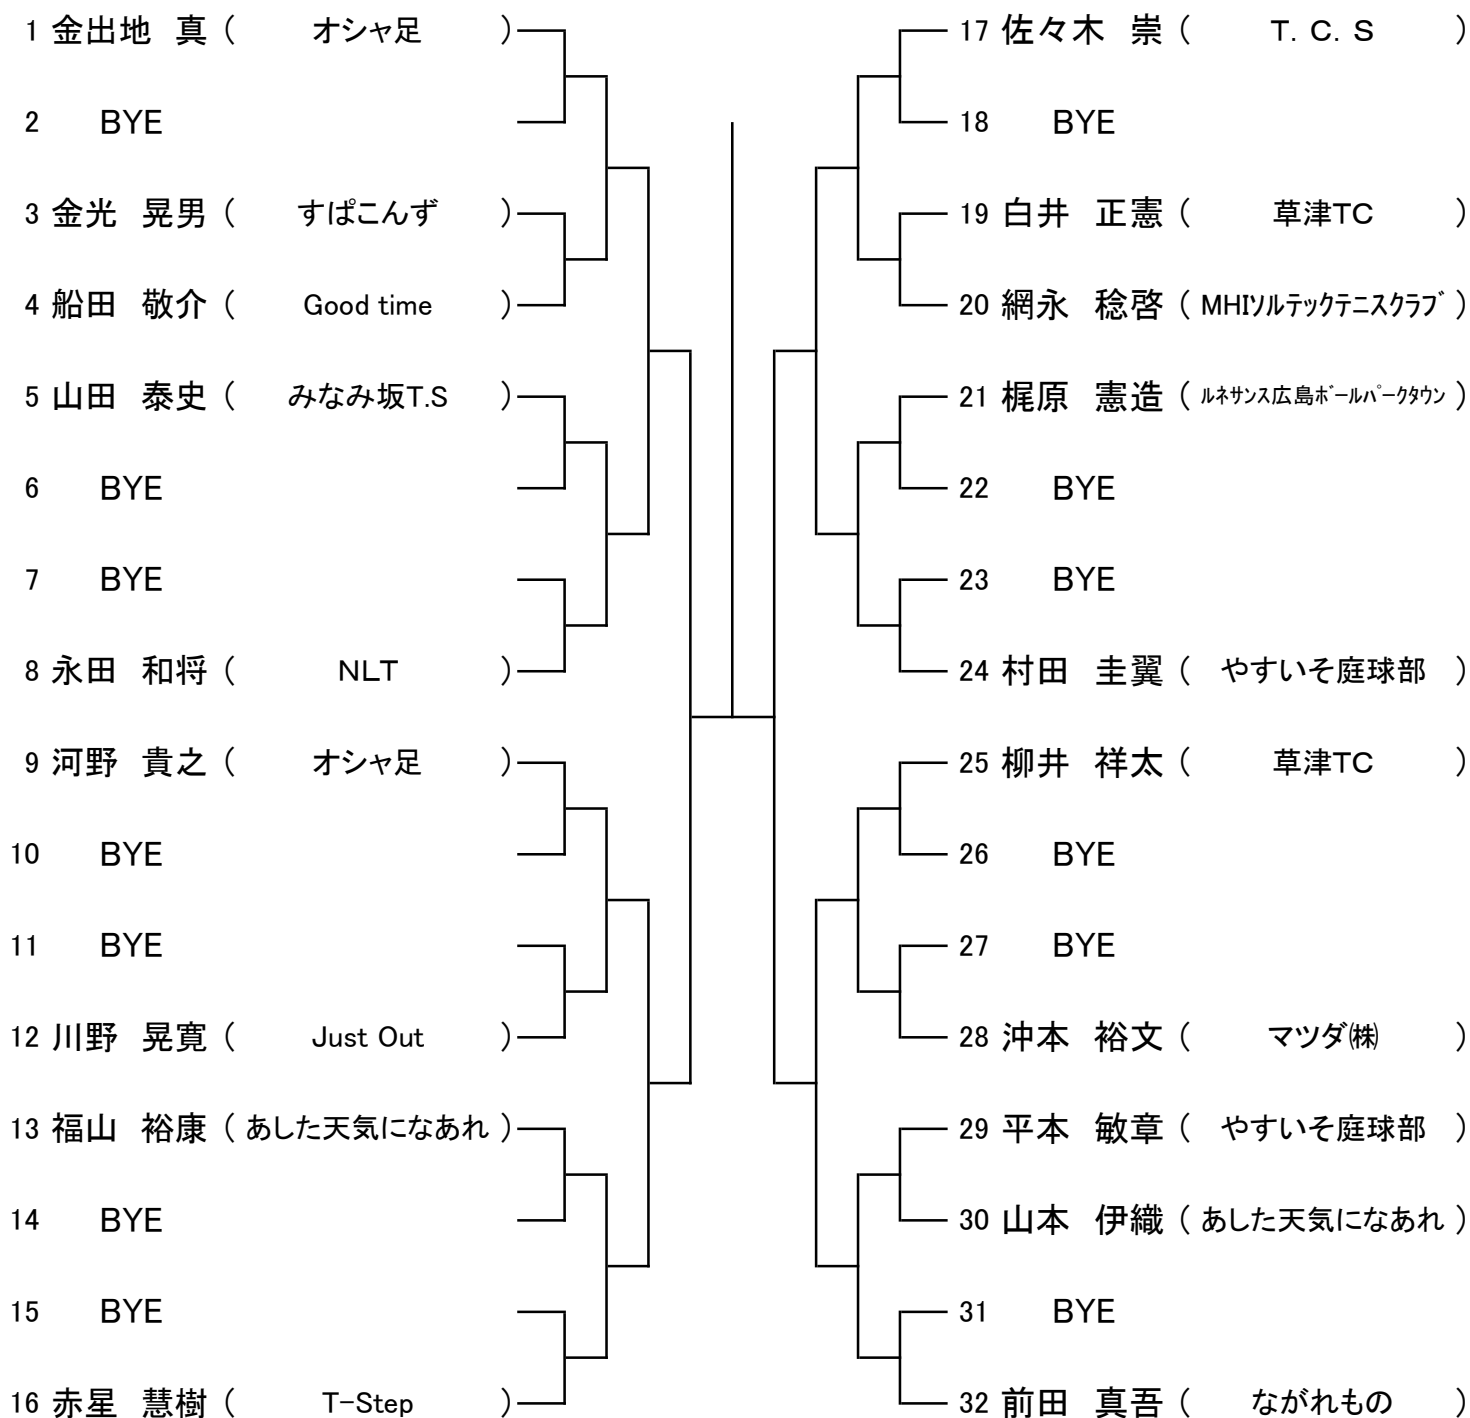 1 金出地 真 ( オシャ足 )
2 BYE
3 金光 晃男 ( すぱこんず )
4 船田 敬介 ( Good time )
5 山田 泰史 ( みなみ坂T.S )
6 BYE
7 BYE
8 永田 和将 ( NLT )
9 河野 貴之 ( オシャ足 )
10 BYE
11 BYE
12 川野 晃寛 ( Just Out )
13 福山 裕康 ( あした天気になあれ )
14 BYE
15 BYE
16 赤星 慧樹 ( T-Step )
17 佐々木 崇 ( T．C．S )
18 BYE
19 白井 正憲 ( 草津TC )
20 網永 稔啓 ( MHIｿﾙﾃｯｸﾃﾆｽｸﾗﾌﾞ )
21 梶原 憲造 ( ﾙﾈｻﾝｽ広島ﾎﾞｰﾙﾊﾟｰｸﾀｳﾝ )
22 BYE
23 BYE
24 村田 圭翼 ( やすいそ庭球部 )
25 柳井 祥太 ( 草津TC )
26 BYE
27 BYE
28 沖本 裕文 ( マツダ㈱ )
29 平本 敏章 ( やすいそ庭球部 )
30 山本 伊織 ( あした天気になあれ )
31 BYE
32 前田 真吾 ( ながれもの )